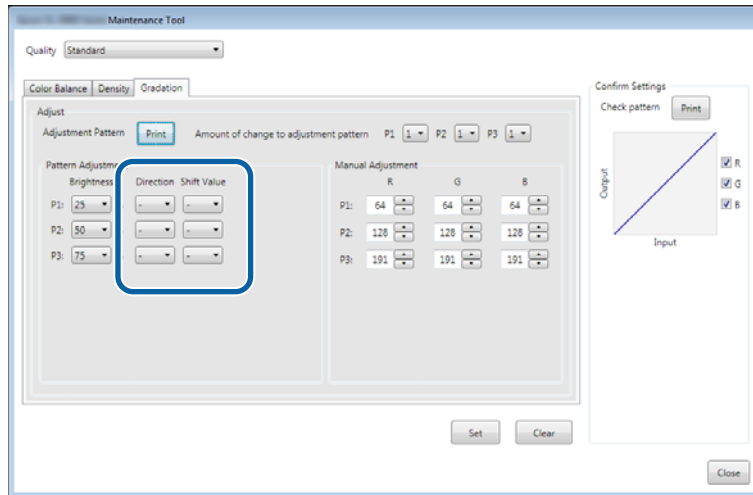 Maintenance Tool
Quality Standard
Color Balance Density Gradation
Adjust
Adjustment Pattern Print Amount of change to adjustment pattern P1 1 P2 1 P3 1
Pattern Adjustment
Brightness Direction Shift Value
P1: 25 - -
P2: 50 - -
P3: 75 - -
Manual Adjustment
R G B
P1: 64 64 64
P2: 128 128 128
P3: 191 191 191
Set Clear
Confirm Settings
Check pattern Print
Output
Input
R
G
B
Close